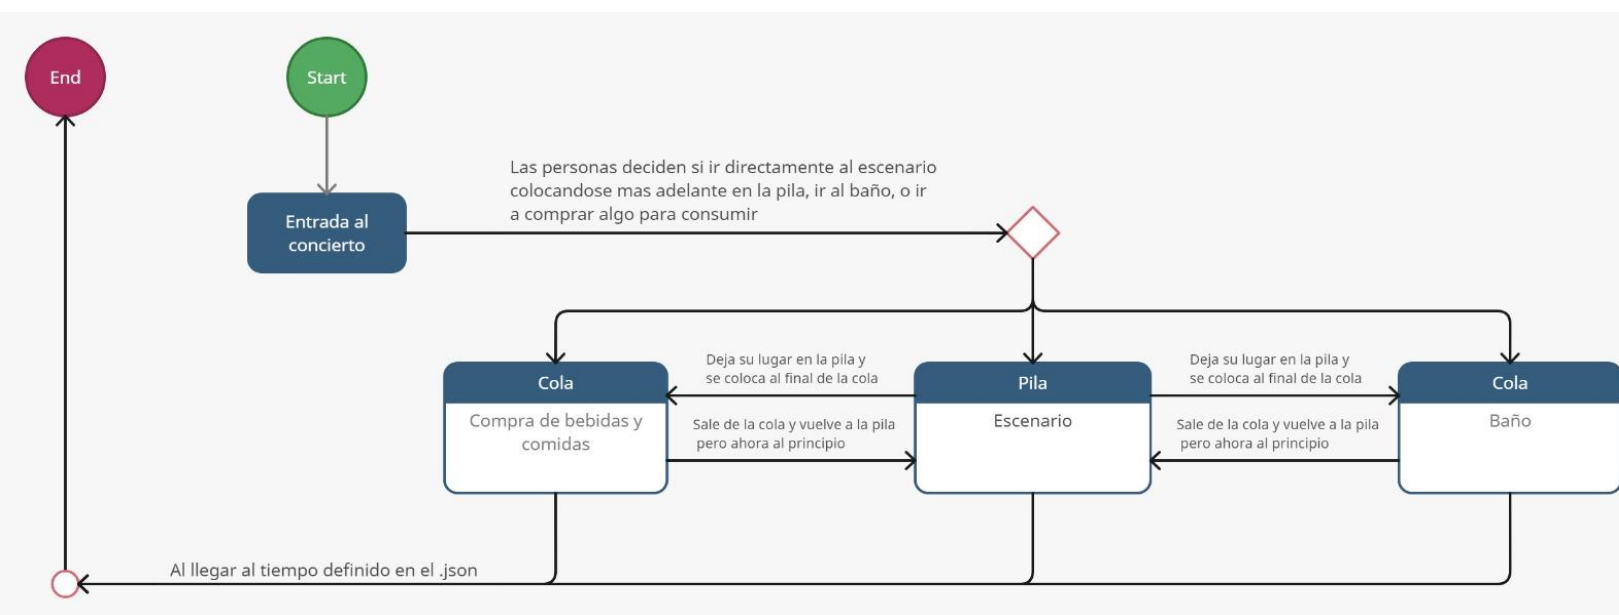 End
Start
Las personas deciden si ir directamente al escenario
colocandose mas adelante en la pila, ir al baño, o ir
a comprar algo para consumir
Entrada al
concierto
Deja su lugar en la pila y
se coloca al final de la cola
Deja su lugar en la pila y
se coloca al final de la cola
Cola
Pila
Cola
Compra de bebidas y
comidas
Sale de la cola y vuelve a la pila
pero ahora al principio
Escenario
Sale de la cola y vuelve a la pila
pero ahora al principio
Baño
Al llegar al tiempo definido en el .json